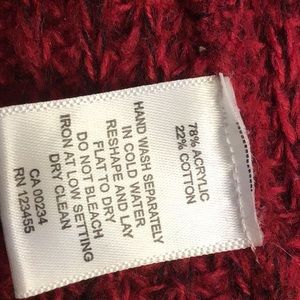 78% ACRYLIC
22% COTTON
HAND WASH SEPARATELY
IN COLD WATER
RESHAPE AND LAY
FLAT TO DRY
DO NOT BLEACH
IRON AT LOW SETTING
DRY CLEAN
CA 00234
RN 123455